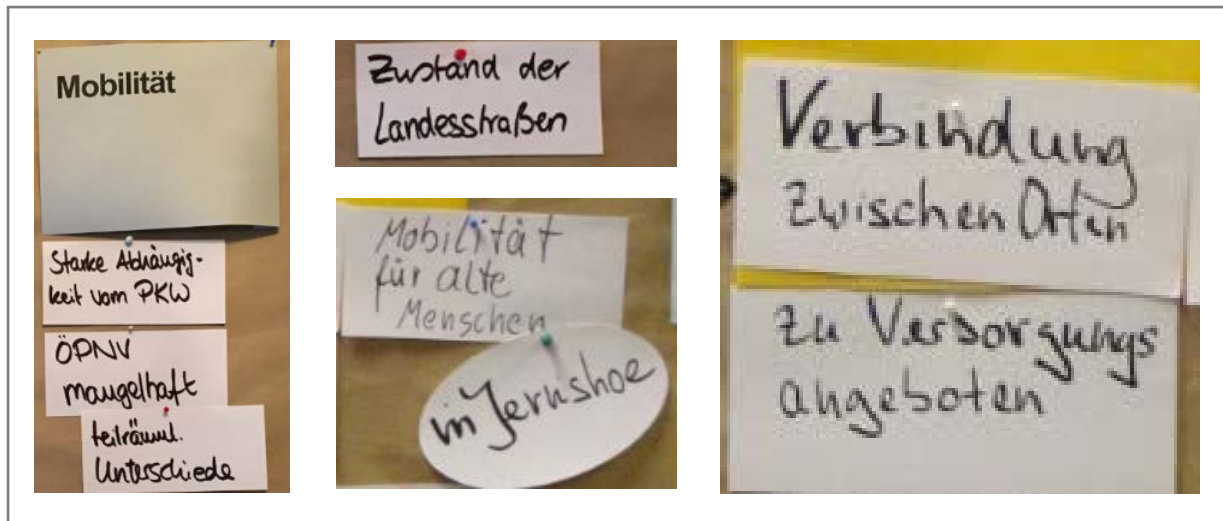 Mobilität
Starke Abhängig-
keit vom PKW
ÖPNV
mangelhaft
teilräuml.
Unterschiede
Zustand der
Landesstraßen
Mobilität
für alte
Menschen
in Jerrishoe
Verbindung
zwischen Orten
zu Versorgungs
angeboten